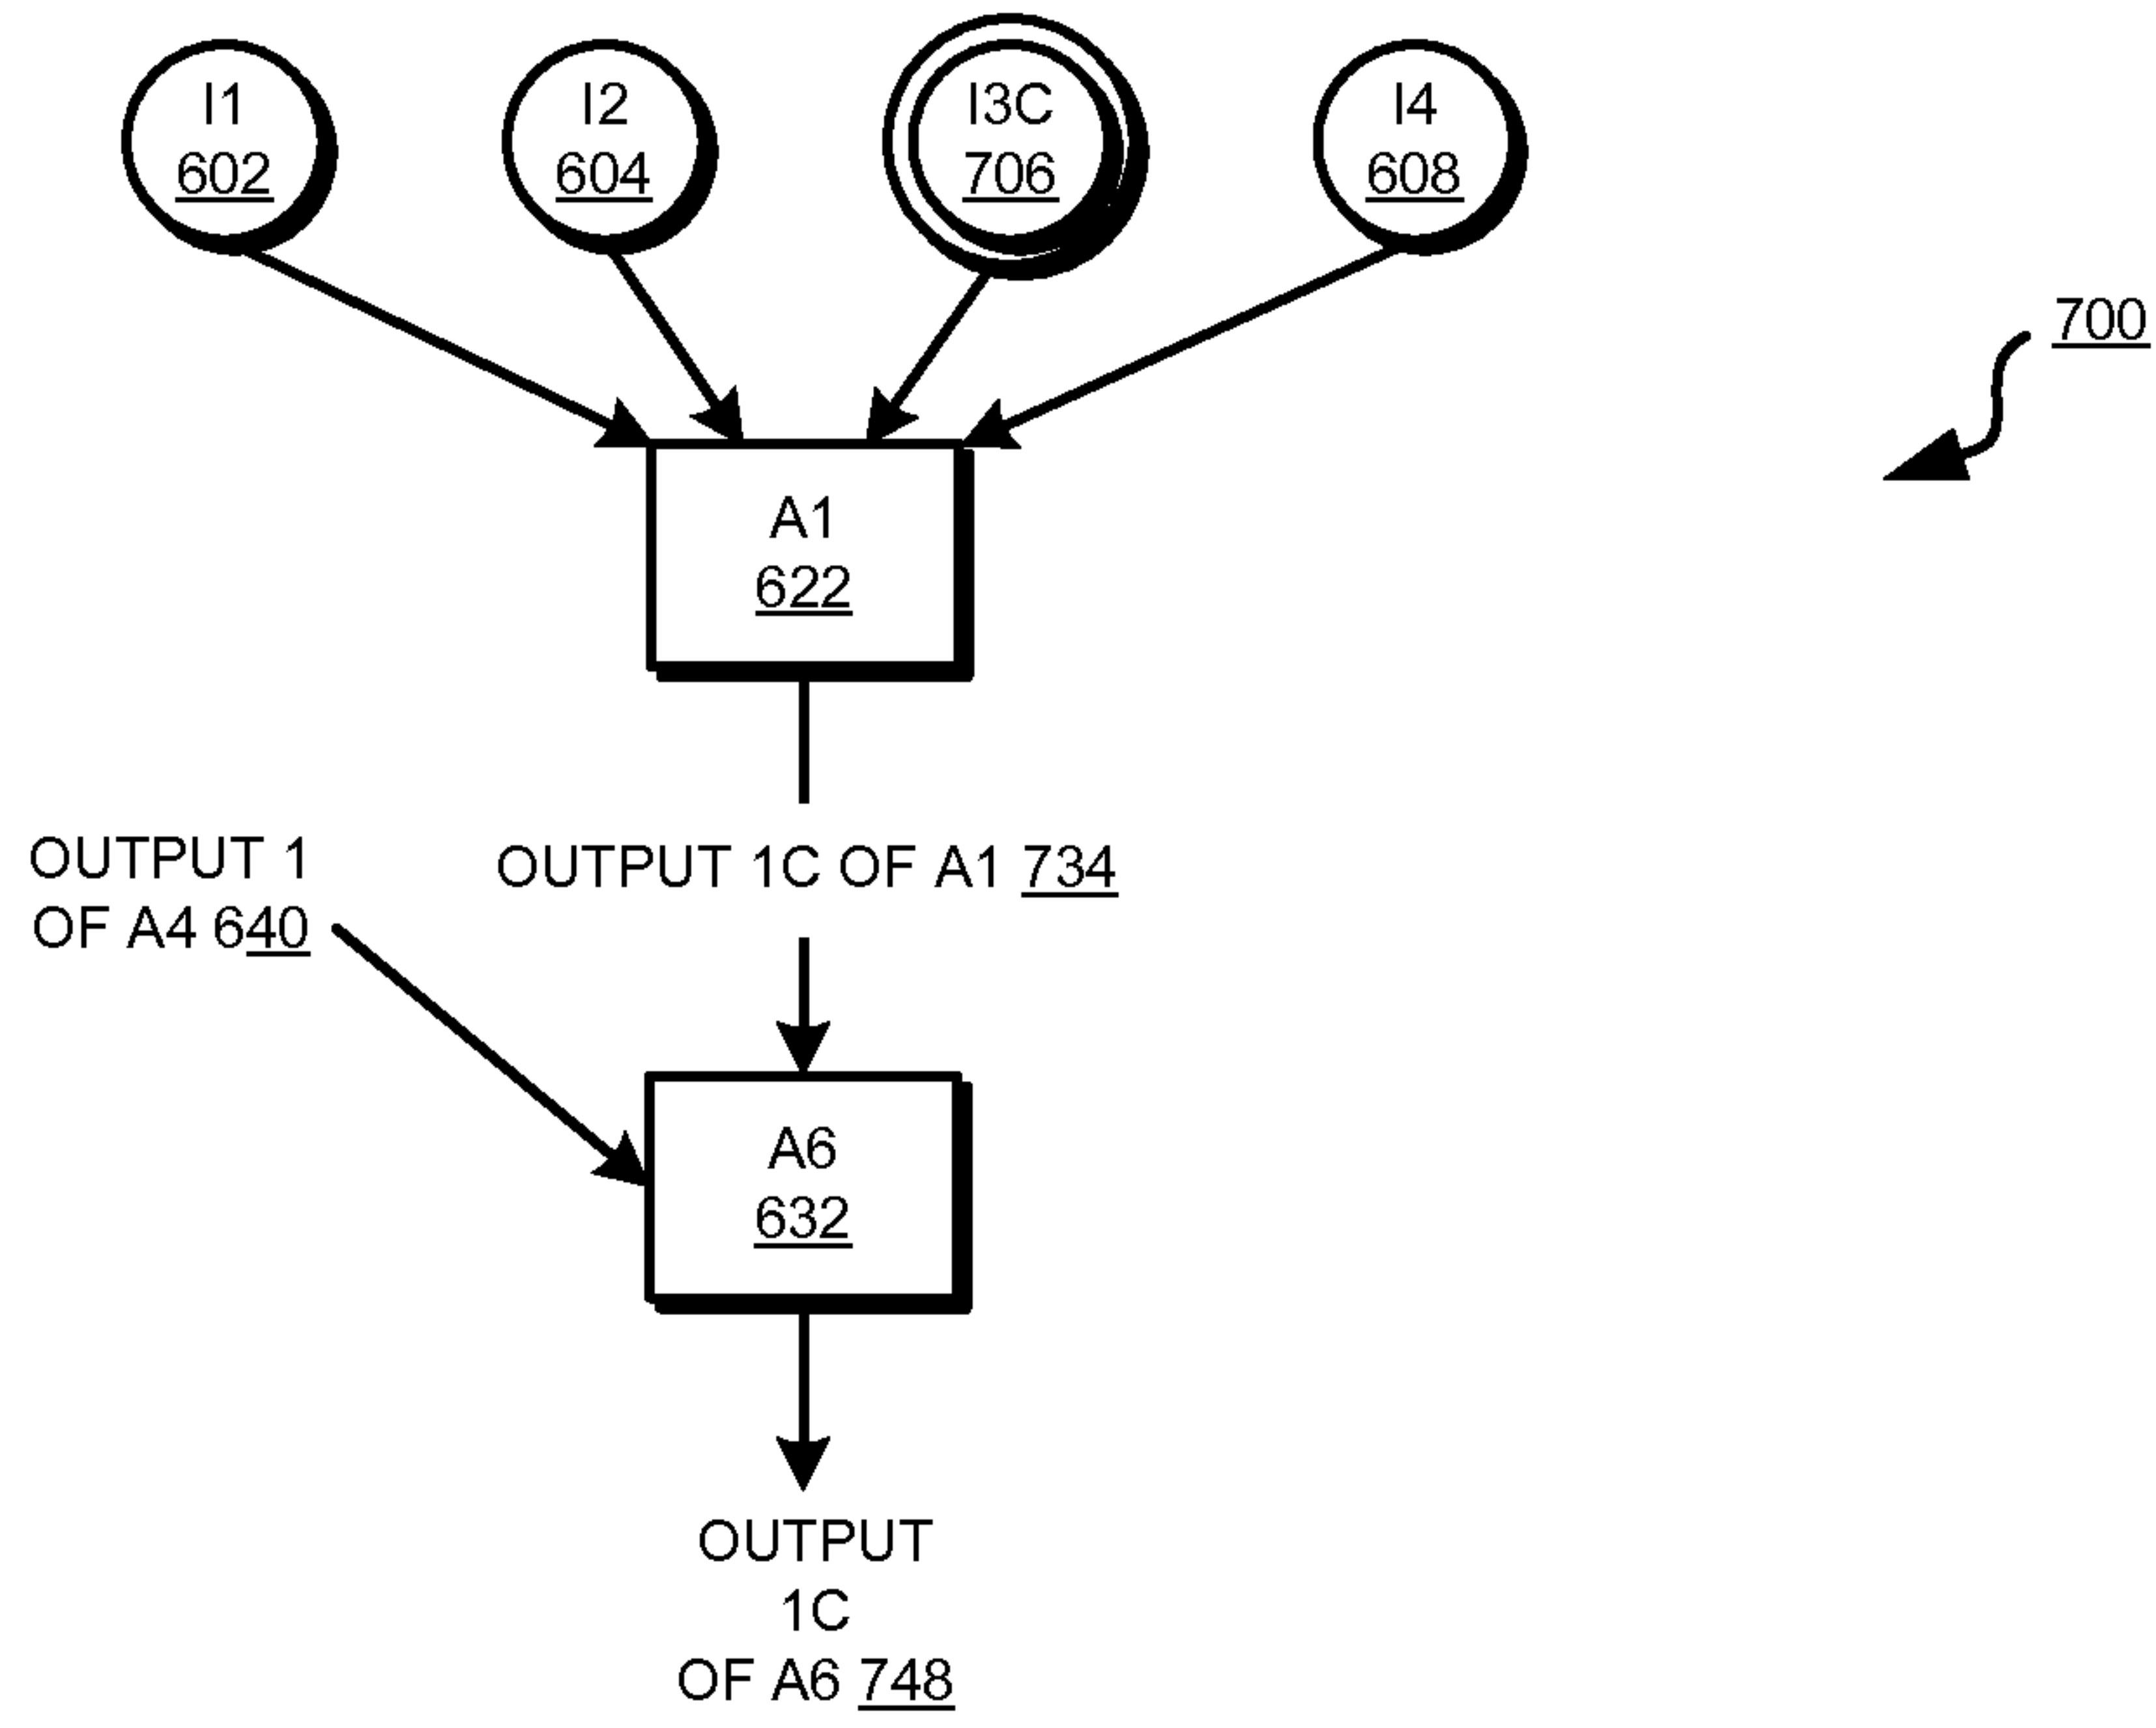 I1
602
I2
604
I3C
706
I4
608
700
A1
622
OUTPUT 1
OF A4 640
OUTPUT 1C OF A1 734
A6
632
OUTPUT
1C
OF A6 748